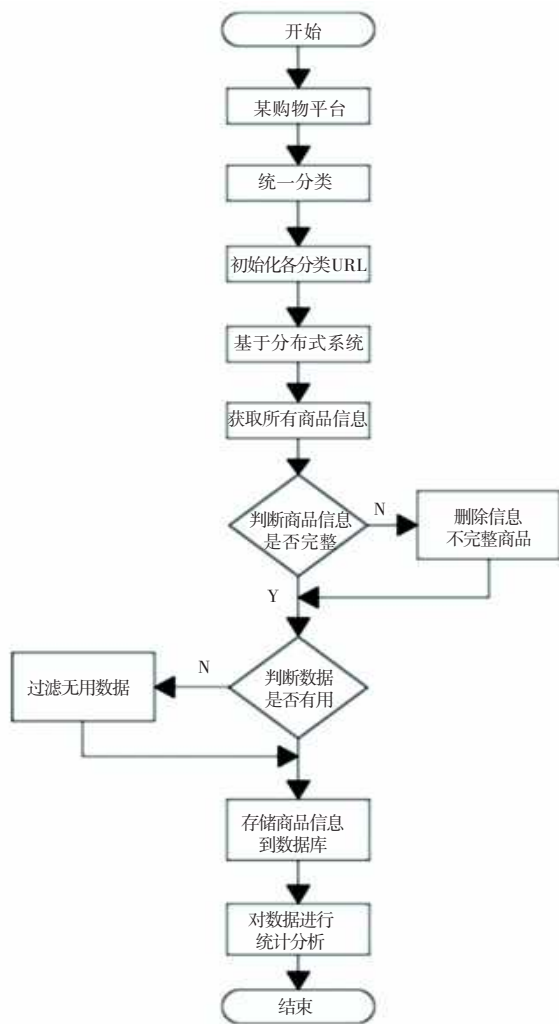 开始
某购物平台
统一分类
初始化各分类URL
基于分布式系统
获取所有商品信息
判断商品信息
是否完整
N
删除信息
不完整商品
Y
判断数据
是否有用
N
过滤无用数据
存储商品信息
到数据库
对数据进行
统计分析
结束